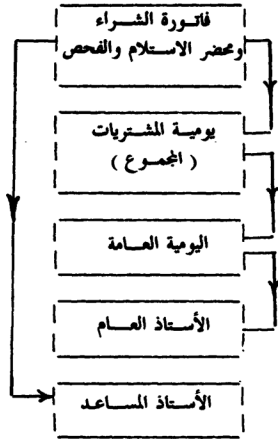 فاتورة الشراء
ومحضر الاستلام والفحص
يومية المشتريات
( المجموع )
اليومية العامة
الأستاذ العام
الأستاذ المساعد